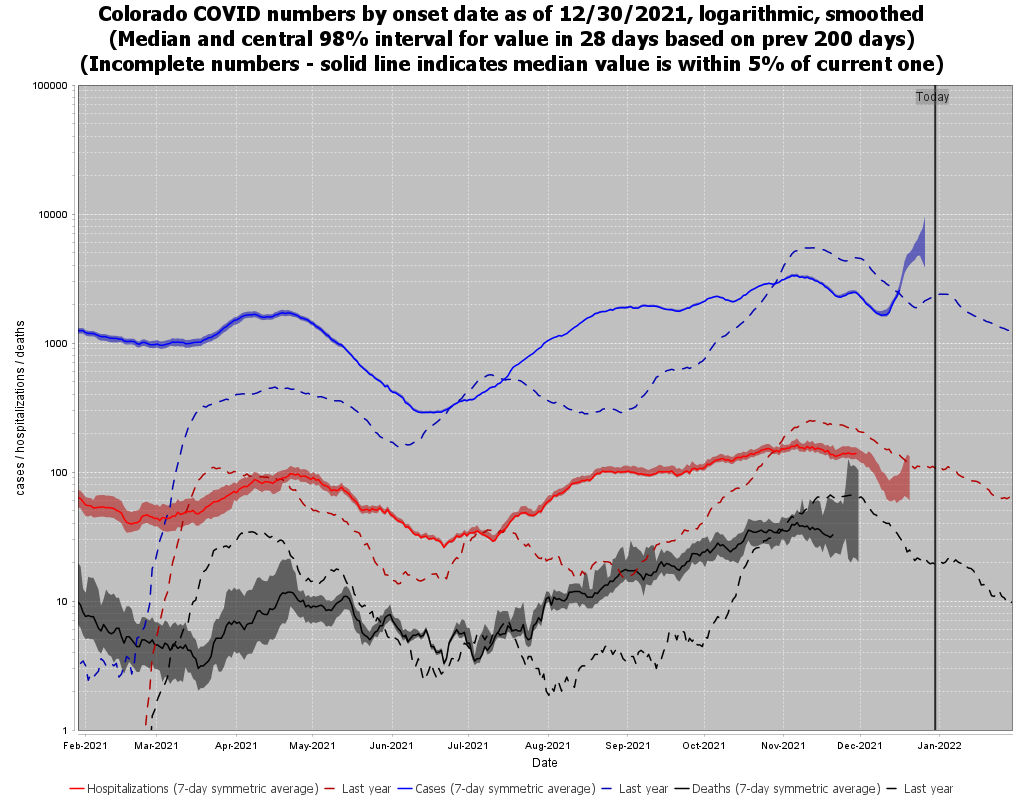 Colorado COVID numbers by onset date as of 12/30/2021, logarithmic, smoothed
(Median and central 98% interval for value in 28 days based on prev 200 days)
(Incomplete numbers - solid line indicates median value is within 5% of current one)
Today
100000
10000
1000
100
10
1
cases / hospitalizations / deaths
Feb-2021 Mar-2021 Apr-2021 May-2021 Jun-2021 Jul-2021 Aug-2021 Sep-2021 Oct-2021 Nov-2021 Dec-2021 Jan-2022
Date
Hospitalizations (7-day symmetric average) Last year Cases (7-day symmetric average) Last year Deaths (7-day symmetric average) Last year